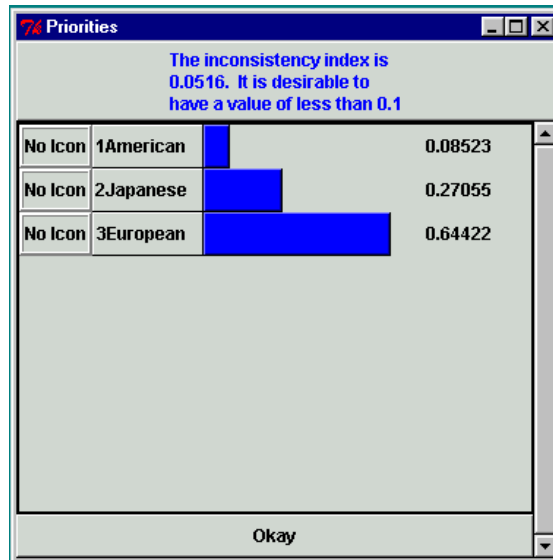 Priorities
The inconsistency index is
0.0516. It is desirable to
have a value of less than 0.1
No Icon 1American 0.08523
No Icon 2Japanese 0.27055
No Icon 3European 0.64422
Okay